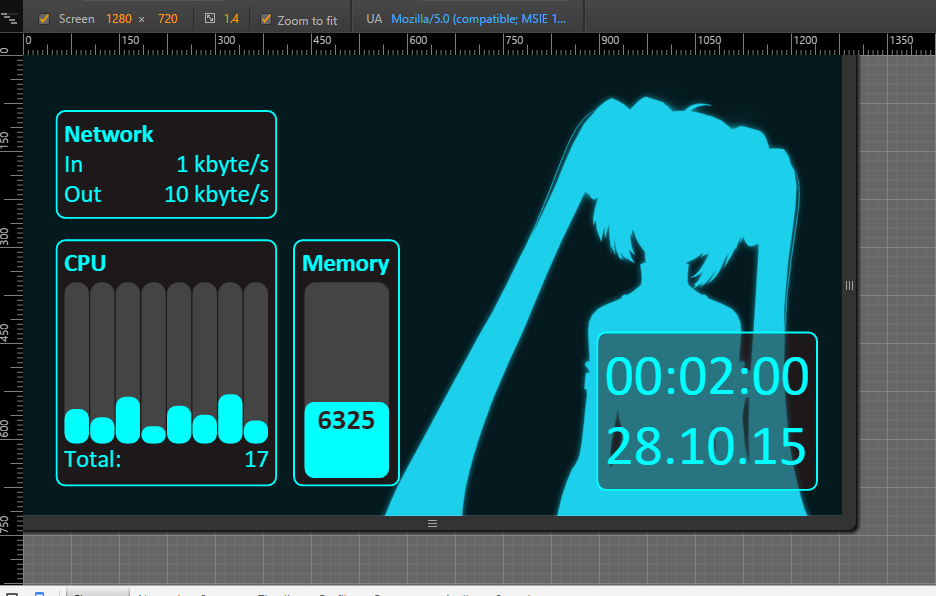 Screen 1280 × 720 1.4 Zoom to fit UA Mozilla/5.0 (compatible; MSIE 1...
0 150 300 450 600 750 900 1050 1200 1350
0
150
300
450
600
750
Network
In 1 kbyte/s
Out 10 kbyte/s
CPU
Total: 17
Memory
6325
00:02:00
28.10.15